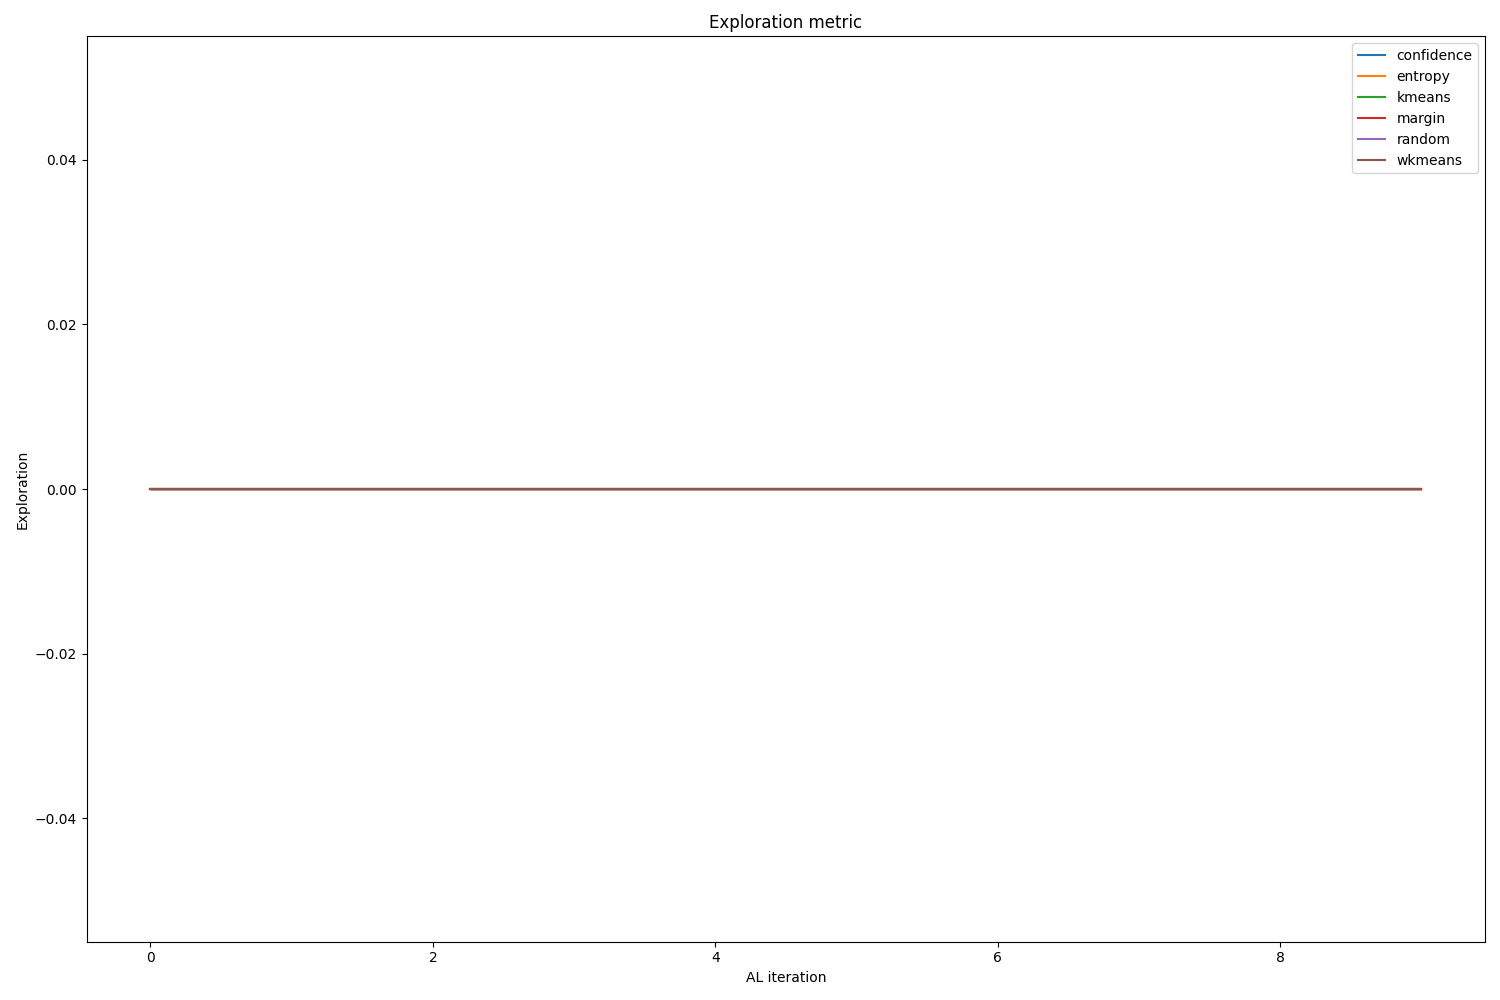 Exploration metric
confidence
entropy
kmeans
margin
random
wkmeans
0.04
0.02
0.00
−0.02
−0.04
Exploration
0 2 4 6 8
AL iteration